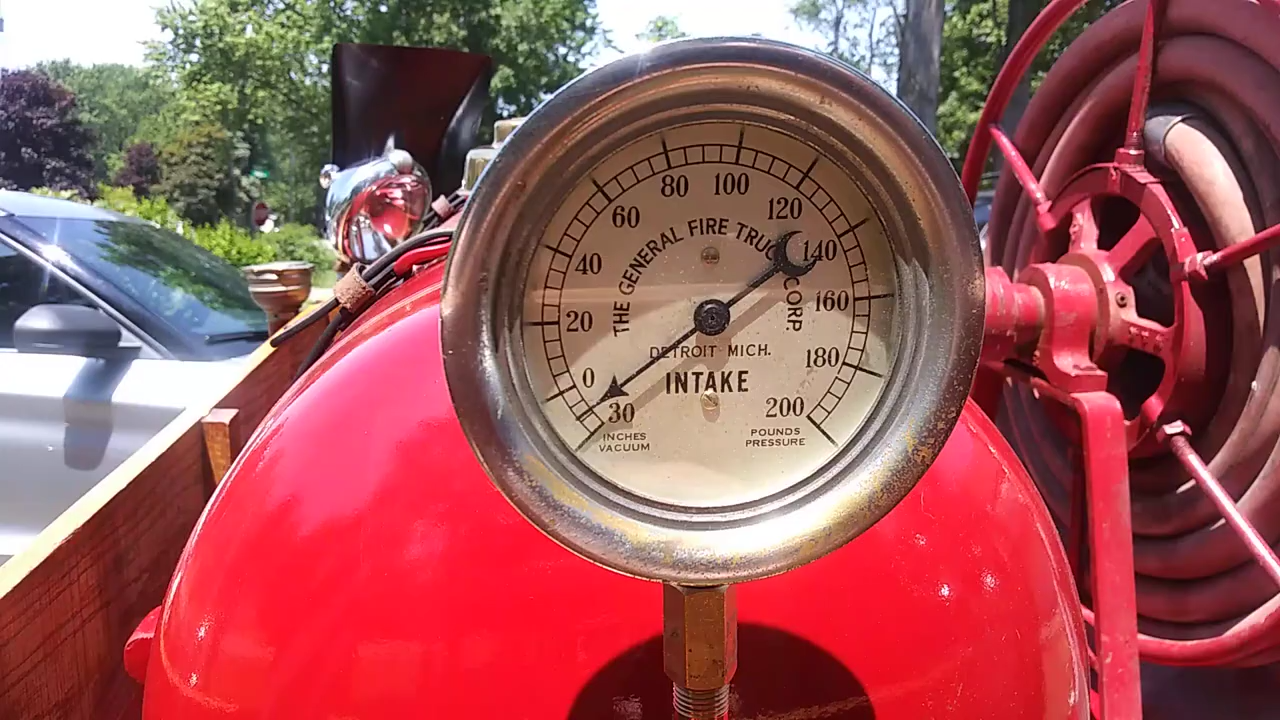 THE GENERAL FIRE TRUC CORP
DETROIT MICH.
INTAKE
30
0
20
40
60
80
100
120
140
160
180
200
INCHES
VACUUM
POUNDS
PRESSURE